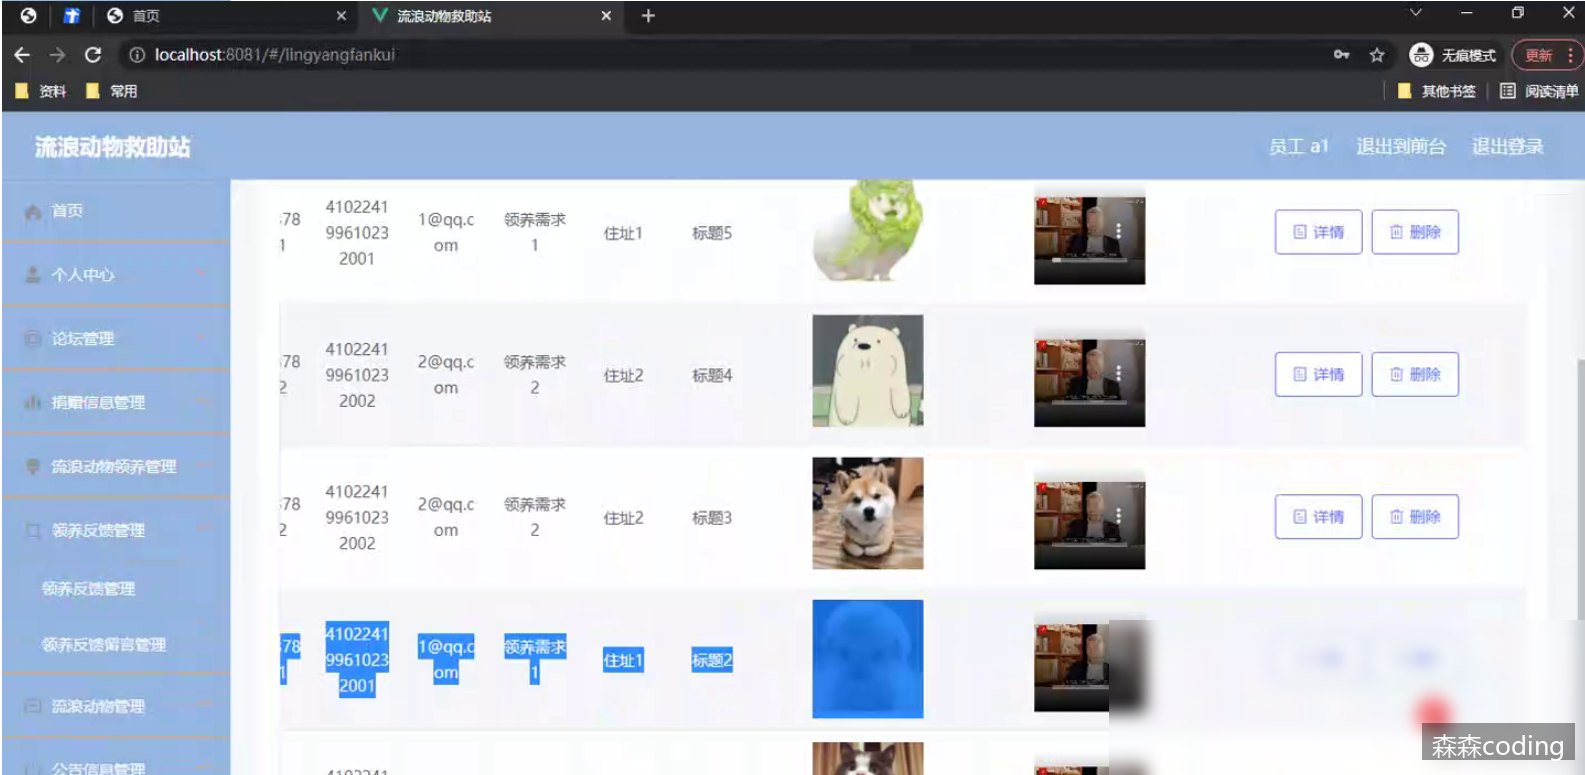 首页
流浪动物救助站
localhost:8081/#/lingyangfankui
无痕模式
更新
资料
常用
其他书签
阅读清单
流浪动物救助站
员工 a1
退出到前台
退出登录
首页
个人中心
论坛管理
捐赠信息管理
流浪动物领养管理
领养反馈管理
领养反馈管理
领养反馈留言管理
流浪动物管理
公告信息管理
378
1
4102241
9961023
2001
1@qq.c
om
领养需求
1
住址1
标题5
详情
删除
378
2
4102241
9961023
2002
2@qq.c
om
领养需求
2
住址2
标题4
详情
删除
378
2
4102241
9961023
2002
2@qq.c
om
领养需求
2
住址2
标题3
详情
删除
378
1
4102241
9961023
2001
1@qq.c
om
领养需求
1
住址1
标题2
4102241
森森coding